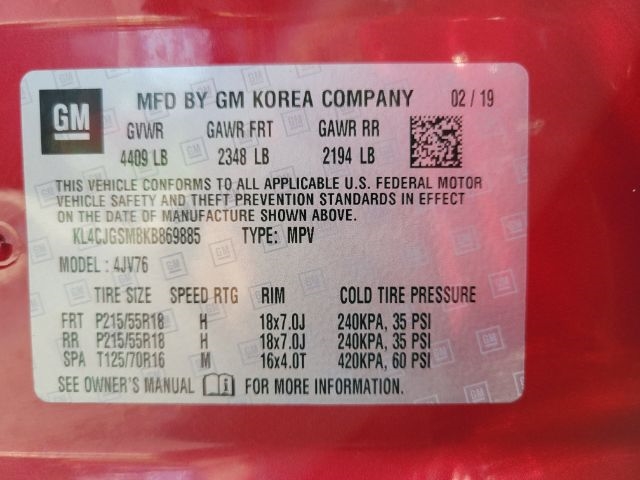 GM
MFD BY GM KOREA COMPANY 02 / 19
GVWR GAWR FRT GAWR RR
4409 LB 2348 LB 2194 LB
THIS VEHICLE CONFORMS TO ALL APPLICABLE U.S. FEDERAL MOTOR
VEHICLE SAFETY AND THEFT PREVENTION STANDARDS IN EFFECT
ON THE DATE OF MANUFACTURE SHOWN ABOVE.
KL4CJGSM8KB869885 TYPE: MPV
MODEL : 4JV76
TIRE SIZE SPEED RTG RIM COLD TIRE PRESSURE
FRT P215/55R18 H 18x7.0J 240KPA, 35 PSI
RR P215/55R18 H 18x7.0J 240KPA, 35 PSI
SPA T125/70R16 M 16x4.0T 420KPA, 60 PSI
SEE OWNER'S MANUAL FOR MORE INFORMATION.